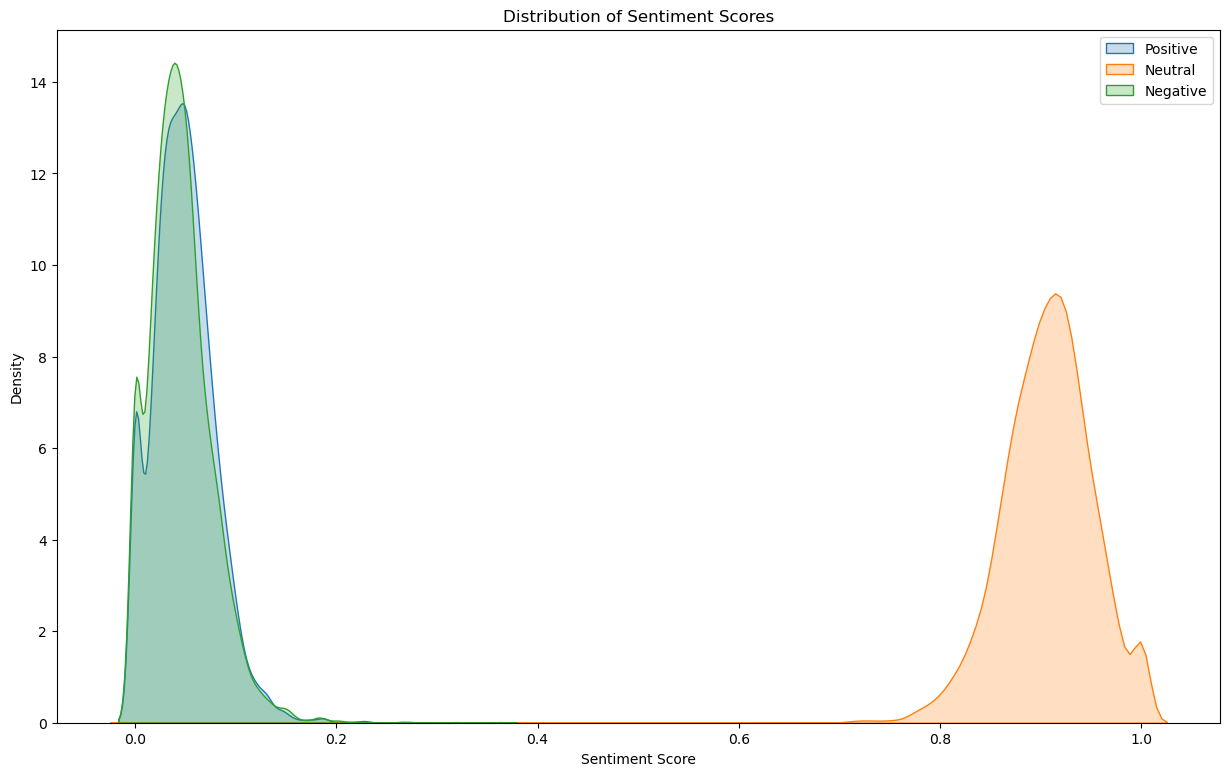 Distribution of Sentiment Scores
Positive
Neutral
Negative
14
12
10
8
6
4
2
0
Density
0.0 0.2 0.4 0.6 0.8 1.0
Sentiment Score